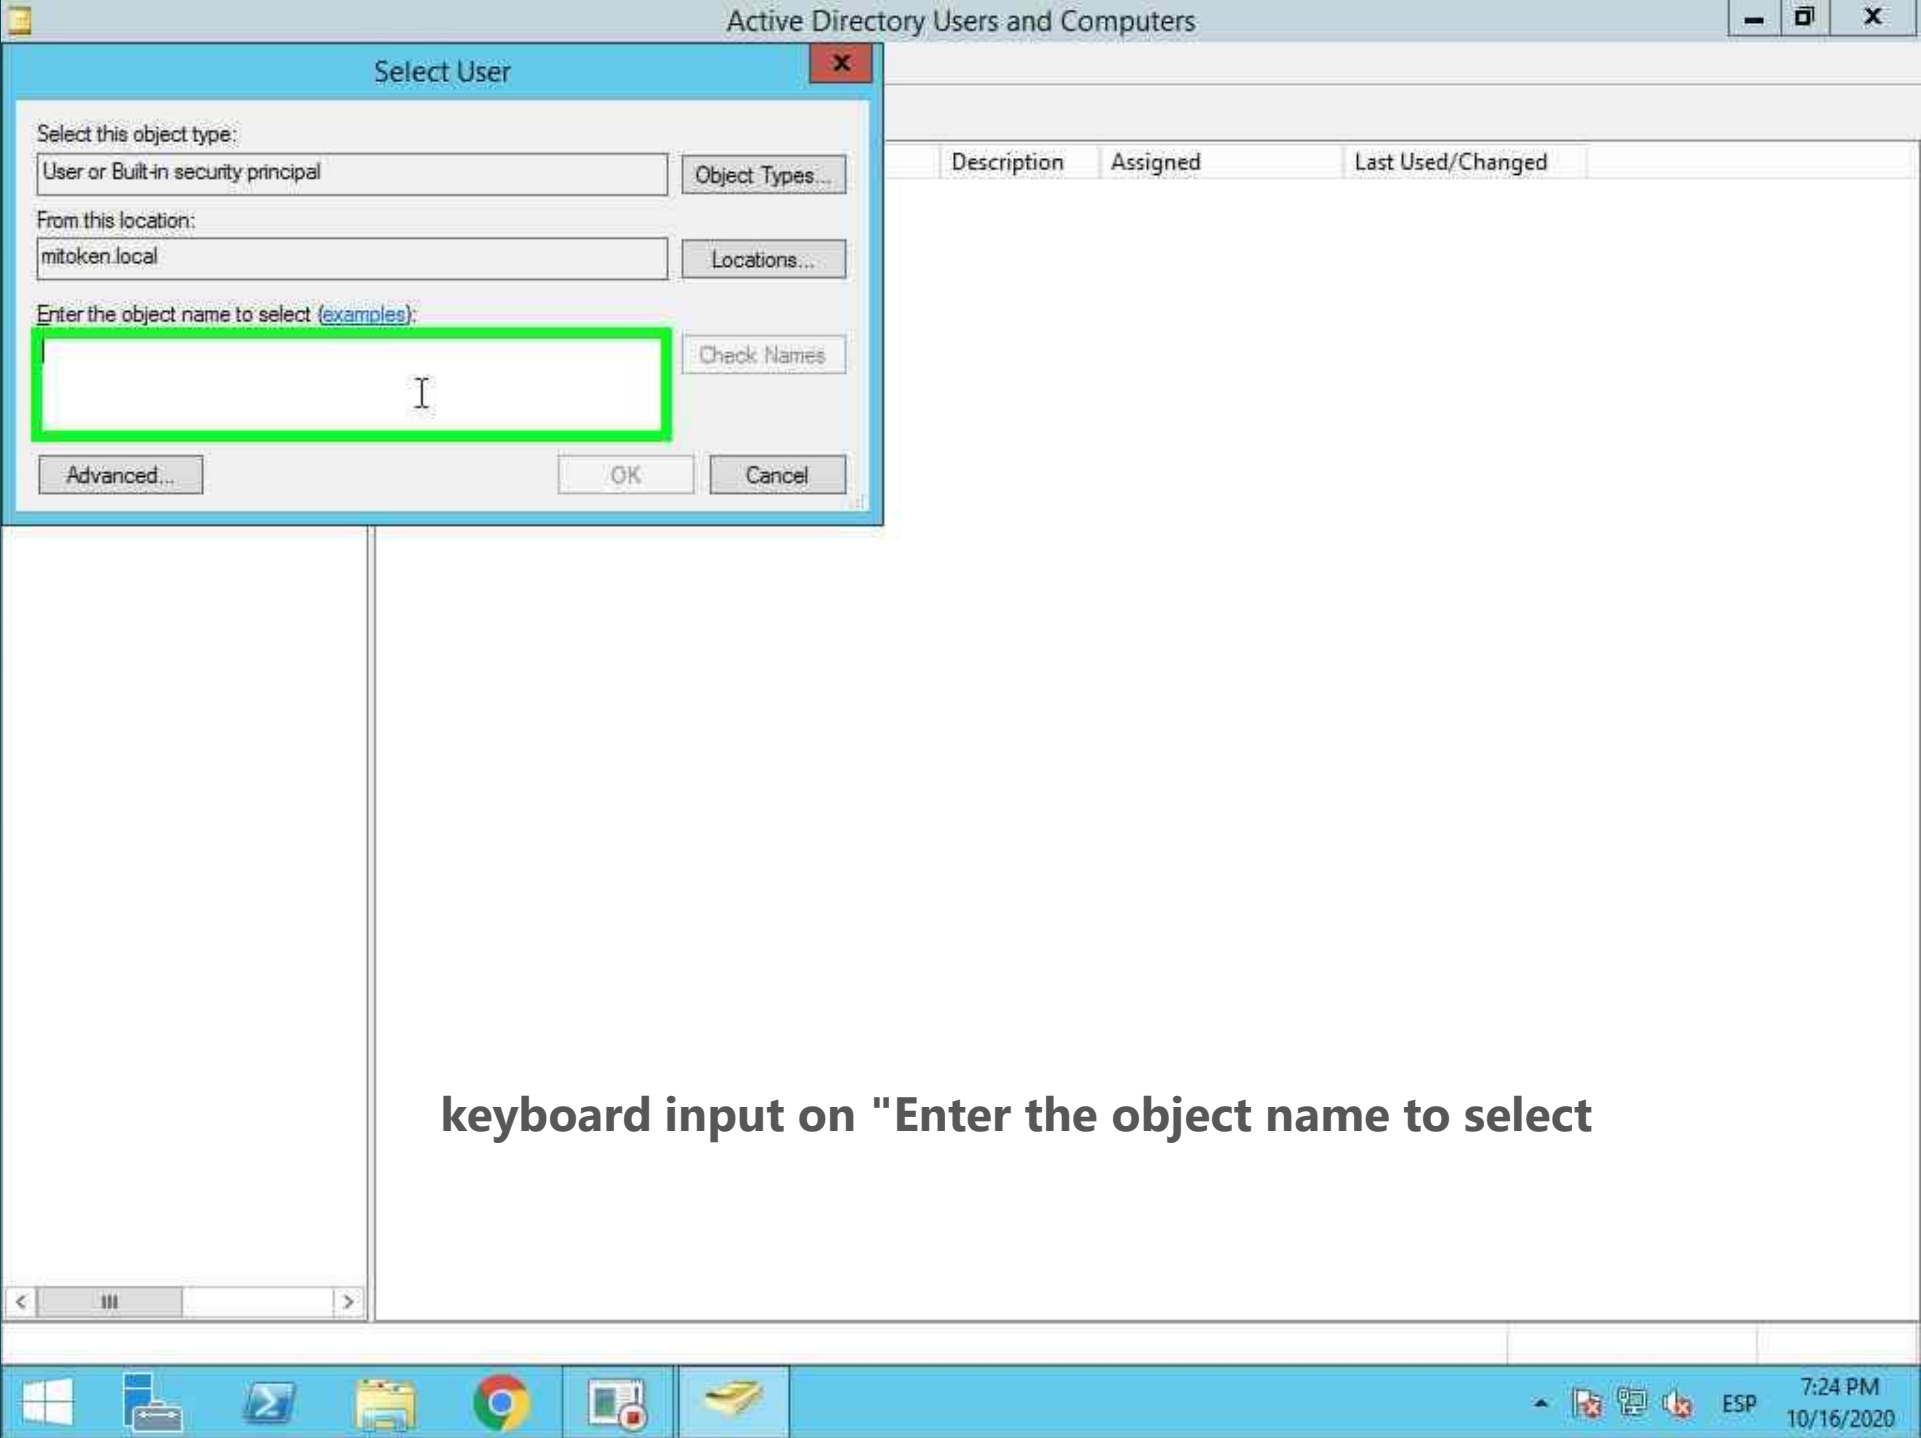 Active Directory Users and Computers
Select User
Select this object type:
User or Built-in security principal
Object Types...
From this location:
mitoken.local
Locations...
Enter the object name to select (examples):
Check Names
Advanced...
OK
Cancel
Description
Assigned
Last Used/Changed
keyboard input on "Enter the object name to select
ESP
7:24 PM
10/16/2020